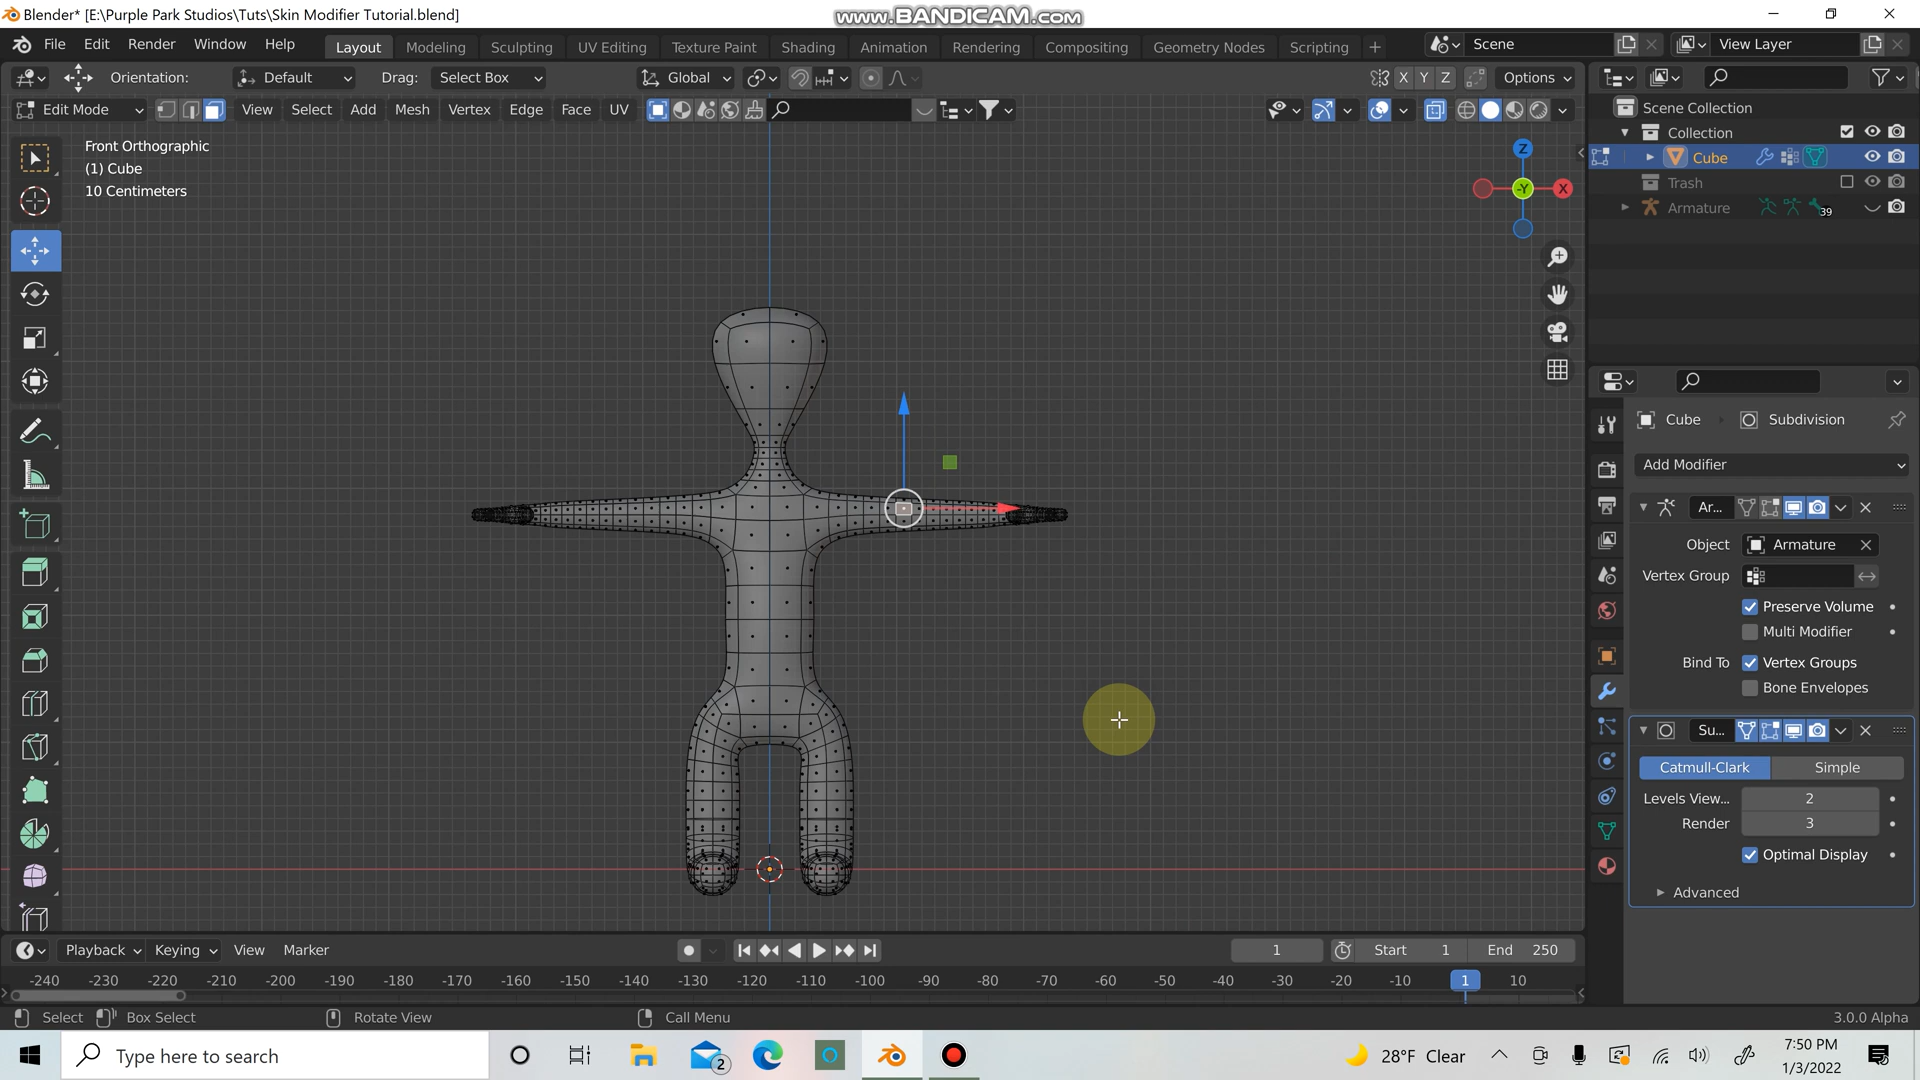 Blender* [E:\Purple Park Studios\Tuts\Skin Modifier Tutorial.blend]
www.BANDICAM.com
File Edit Render Window Help
Layout Modeling Sculpting UV Editing Texture Paint Shading Animation Rendering Compositing Geometry Nodes Scripting +
Scene
View Layer
Orientation: Default Drag: Select Box Global X Y Z Options
Edit Mode View Select Add Mesh Vertex Edge Face UV
Front Orthographic
(1) Cube
10 Centimeters
Z
-Y
X
Scene Collection
Collection
Cube
Trash
Armature 39
Cube Subdivision
Add Modifier
Ar...
Object Armature
Vertex Group
Preserve Volume
Multi Modifier
Bind To Vertex Groups
Bone Envelopes
Su...
Catmull-Clark Simple
Levels View... 2
Render 3
Optimal Display
Advanced
Playback Keying View Marker 1 Start 1 End 250
-240 -230 -220 -210 -200 -190 -180 -170 -160 -150 -140 -130 -120 -110 -100 -90 -80 -70 -60 -50 -40 -30 -20 -10 1 10
Select Box Select Rotate View Call Menu 3.0.0 Alpha
Type here to search
2
28°F Clear
7:50 PM
1/3/2022